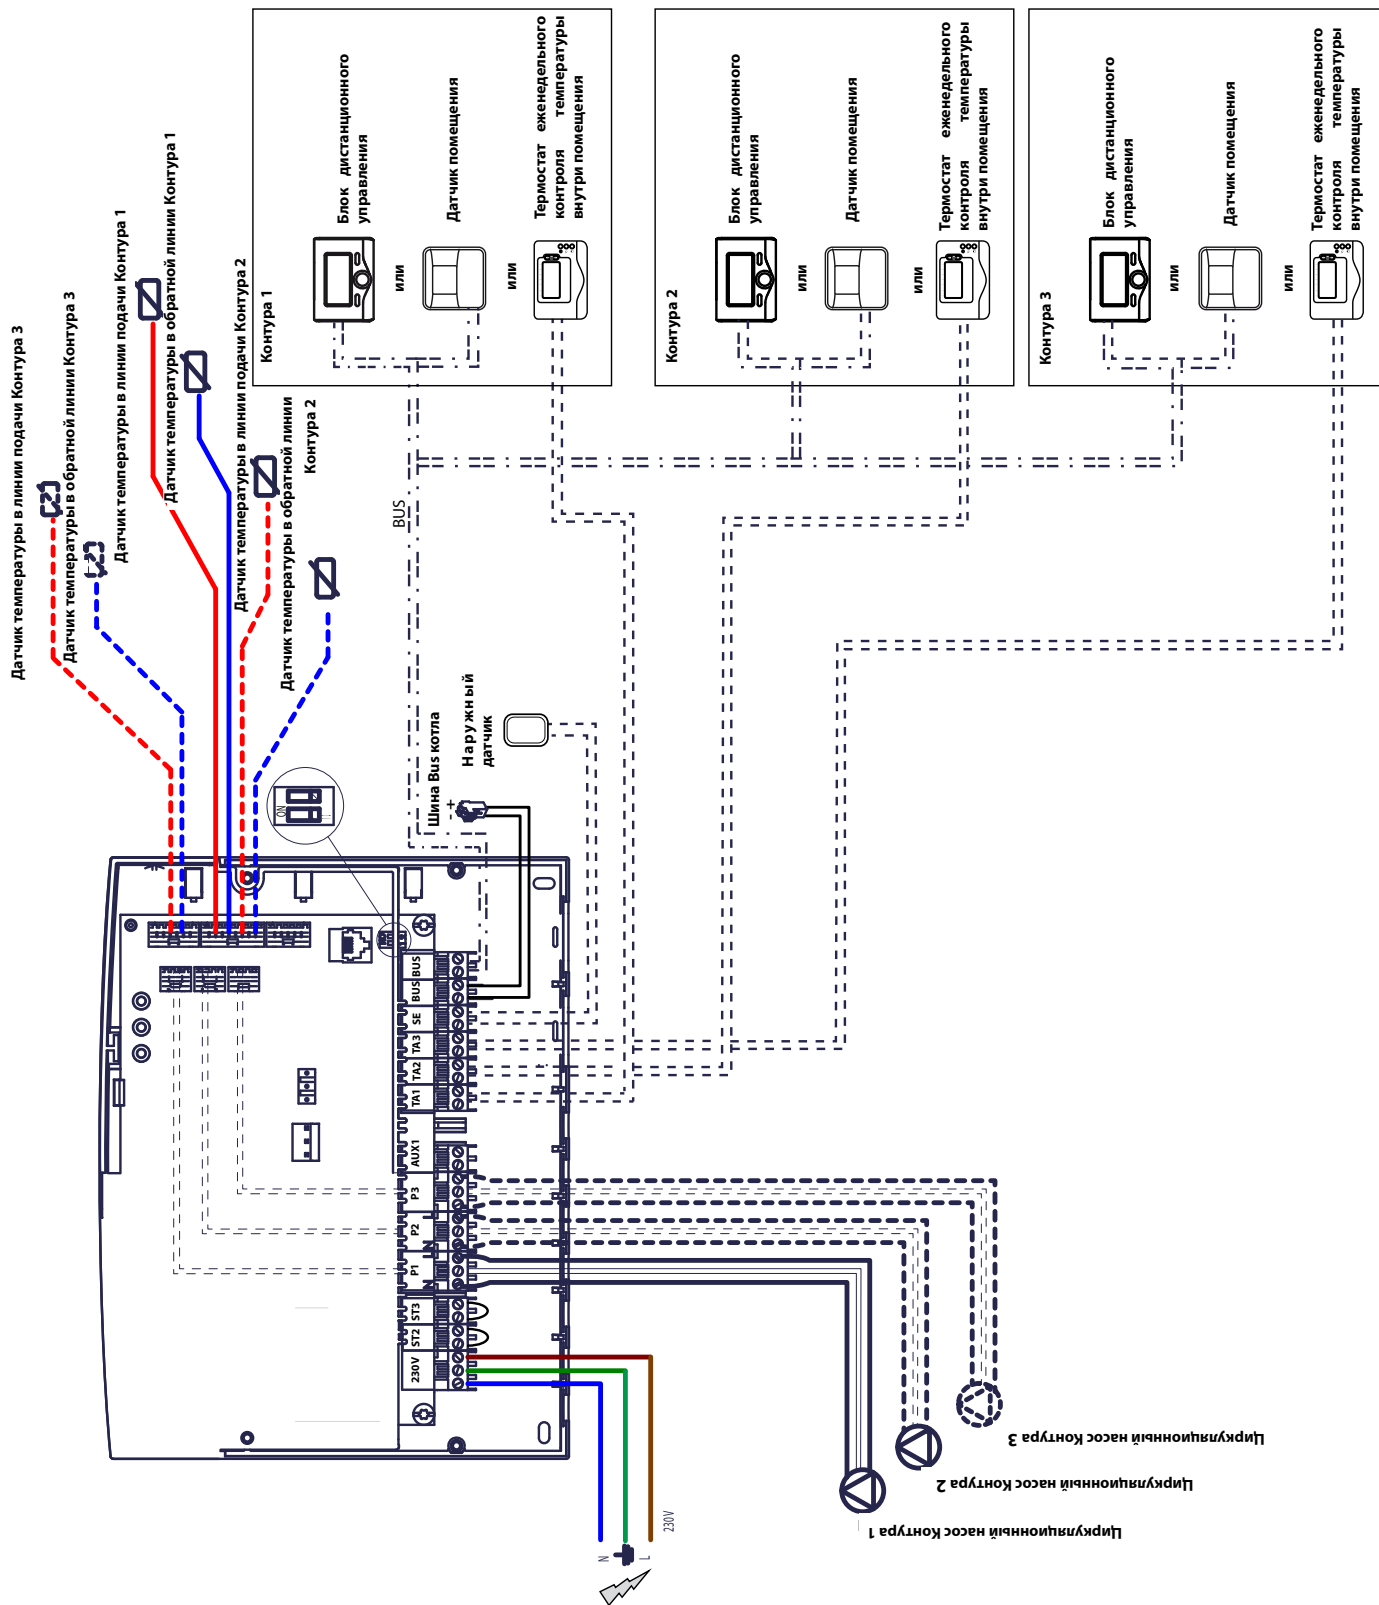 Датчик температуры в линии подачи Контура 3
Датчик температуры в обратной линии Контура 3
Датчик температуры в линии подачи Контура 1
Датчик температуры в обратной линии Контура 1
Датчик температуры в линии подачи Контура 2
Датчик температуры в обратной линии
Контура 2
Контура 1
Блок дистанционного
управления
или
Датчик помещения
или
Термостат еженедельного
контроля температуры
внутри помещения
Контура 2
Блок дистанционного
управления
или
Датчик помещения
или
Термостат еженедельного
контроля температуры
внутри помещения
Контура 3
Блок дистанционного
управления
или
Датчик помещения
или
Термостат еженедельного
контроля температуры
внутри помещения
BUS
Шина Bus котла
+
-
Наружный
датчик
ON
BUS
BUS
SE
TA3
TA2
TA1
AUX1
P3
P2
P1
ST3
ST2
230V
L
N
L
N
L
N
N
L
230V
Циркуляционный насос Контура 3
Циркуляционный насос Контура 2
Циркуляционный насос Контура 1